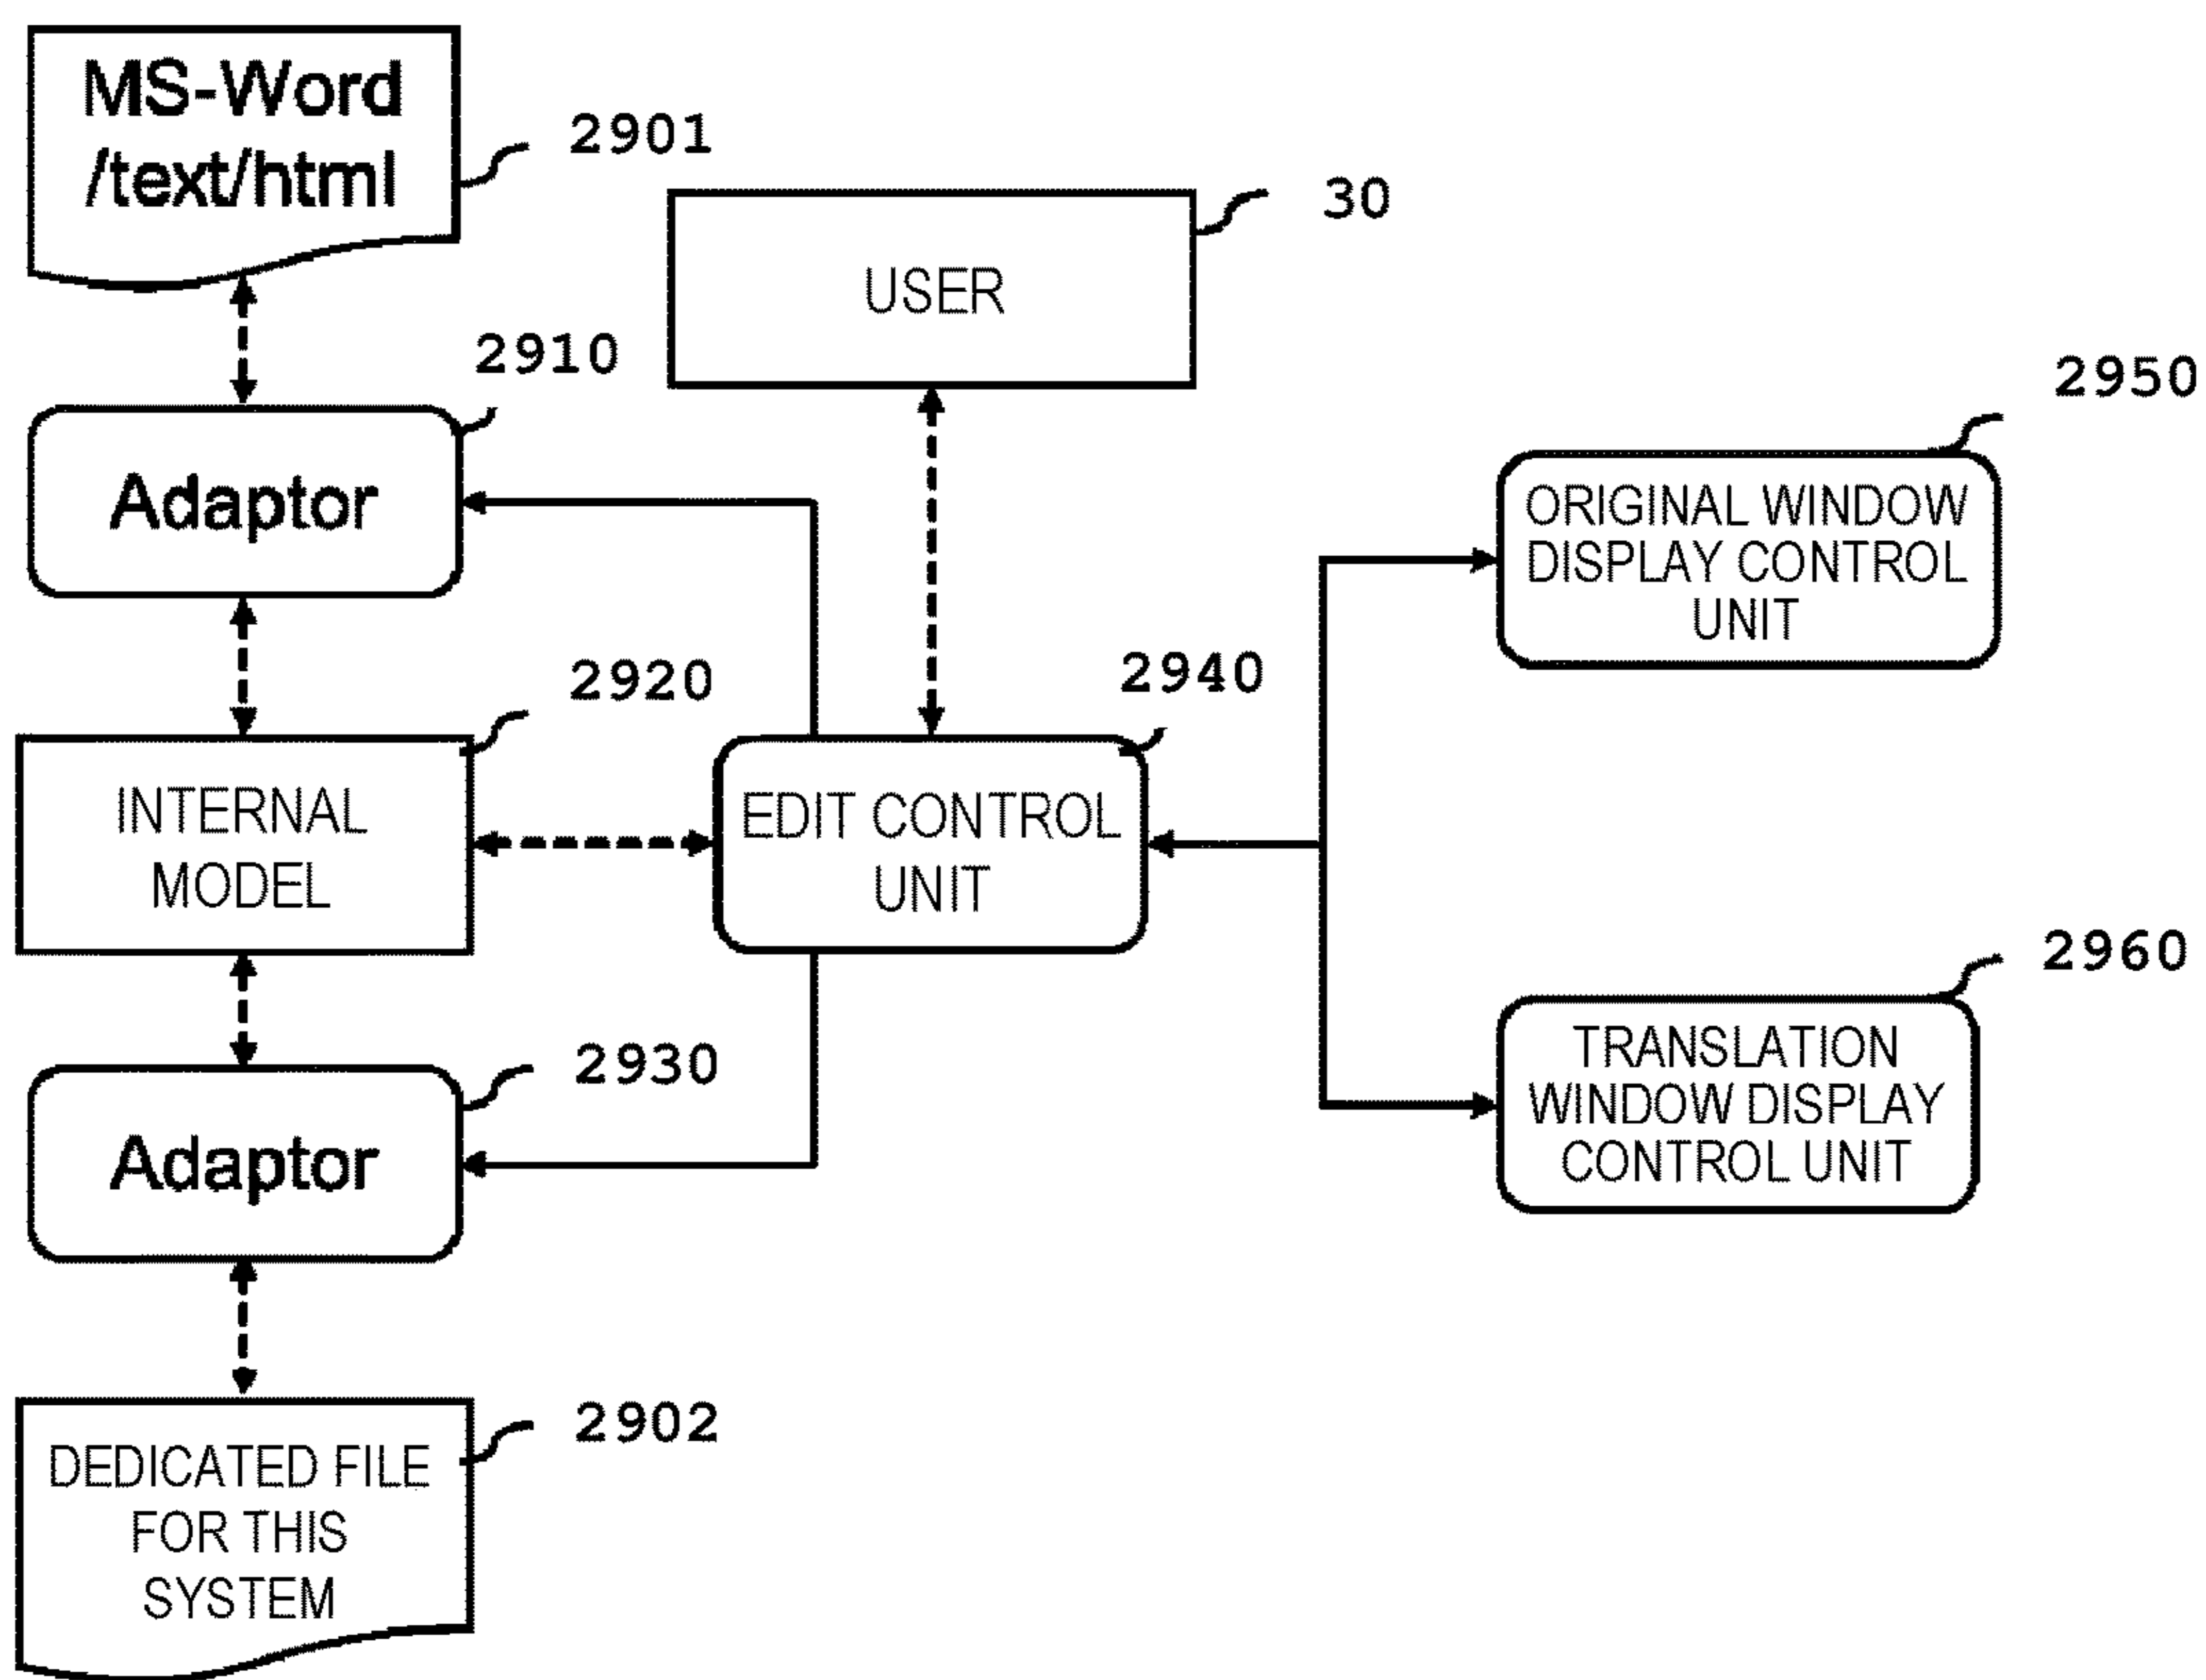 MS-Word
/text/html
2901
30
USER
2910
2950
Adaptor
ORIGINAL WINDOW
DISPLAY CONTROL
UNIT
2920
2940
INTERNAL
MODEL
EDIT CONTROL
UNIT
2960
2930
TRANSLATION
WINDOW DISPLAY
CONTROL UNIT
Adaptor
2902
DEDICATED FILE
FOR THIS
SYSTEM